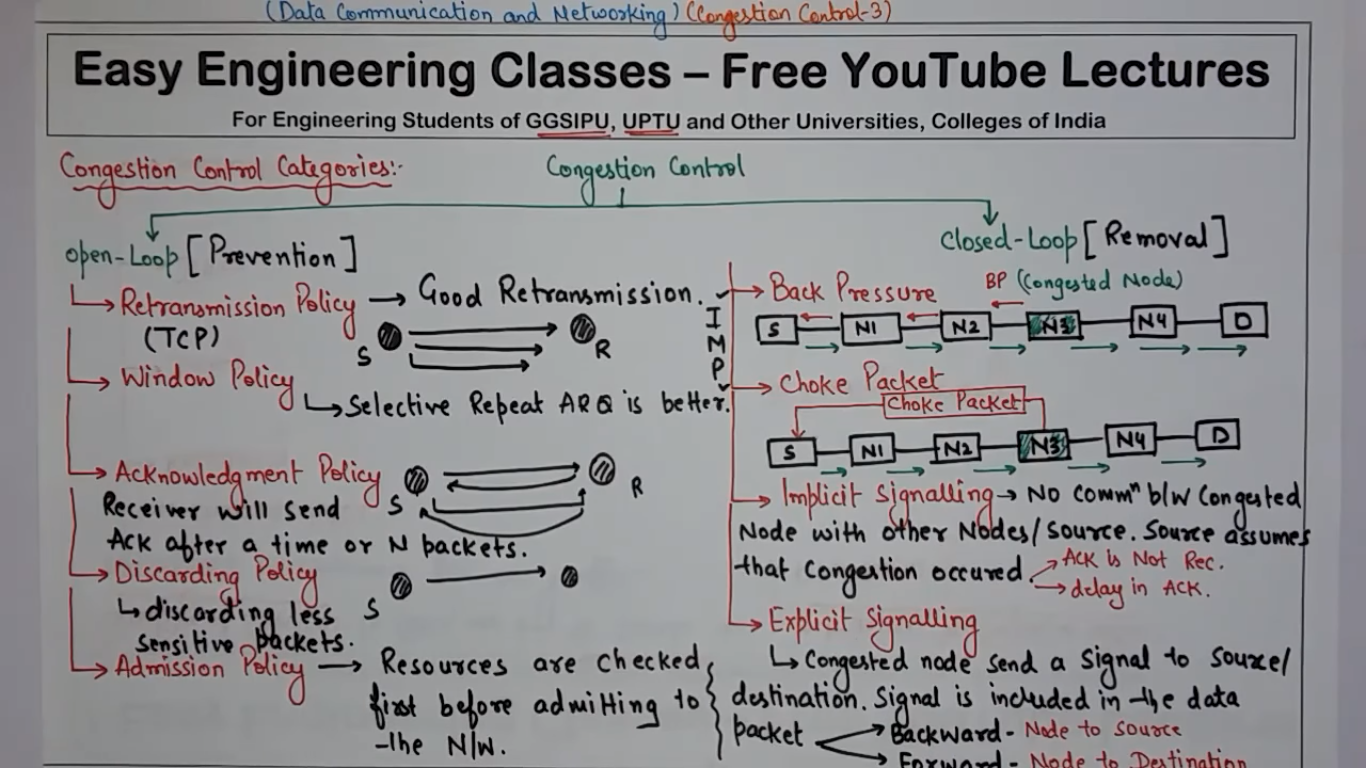 (Data Communication and Networking) (Congestion Control-3)
Easy Engineering Classes – Free YouTube Lectures
For Engineering Students of GGSIPU, UPTU and Other Universities, Colleges of India
Congestion Control Categories:-
Congestion Control
open-Loop [Prevention]
Retransmission Policy → Good Retransmission.
(TCP)
S
R
Window Policy
Selective Repeat ARQ is better.
Acknowledgment Policy
S
R
Receiver will send
Ack after a time or N packets.
Discarding Policy
S
discarding less
sensitive packets.
Admission Policy → Resources are checked
first before admitting to
the N/W.
IMP
Closed-Loop [Removal]
Back Pressure
BP (Congested Node)
S N1 N2 N3 N4 D
Choke Packet
Choke Packet
S N1 N2 N3 N4 D
Implicit Signalling → No Commⁿ b/w Congested
Node with other Nodes/source. Source assumes
that Congestion occured.
Ack is Not Rec.
delay in ACK.
Explicit Signalling
Congested node send a Signal to source/
destination. Signal is included in the data
packet
Backward - Node to source
Forward - Node to Destination